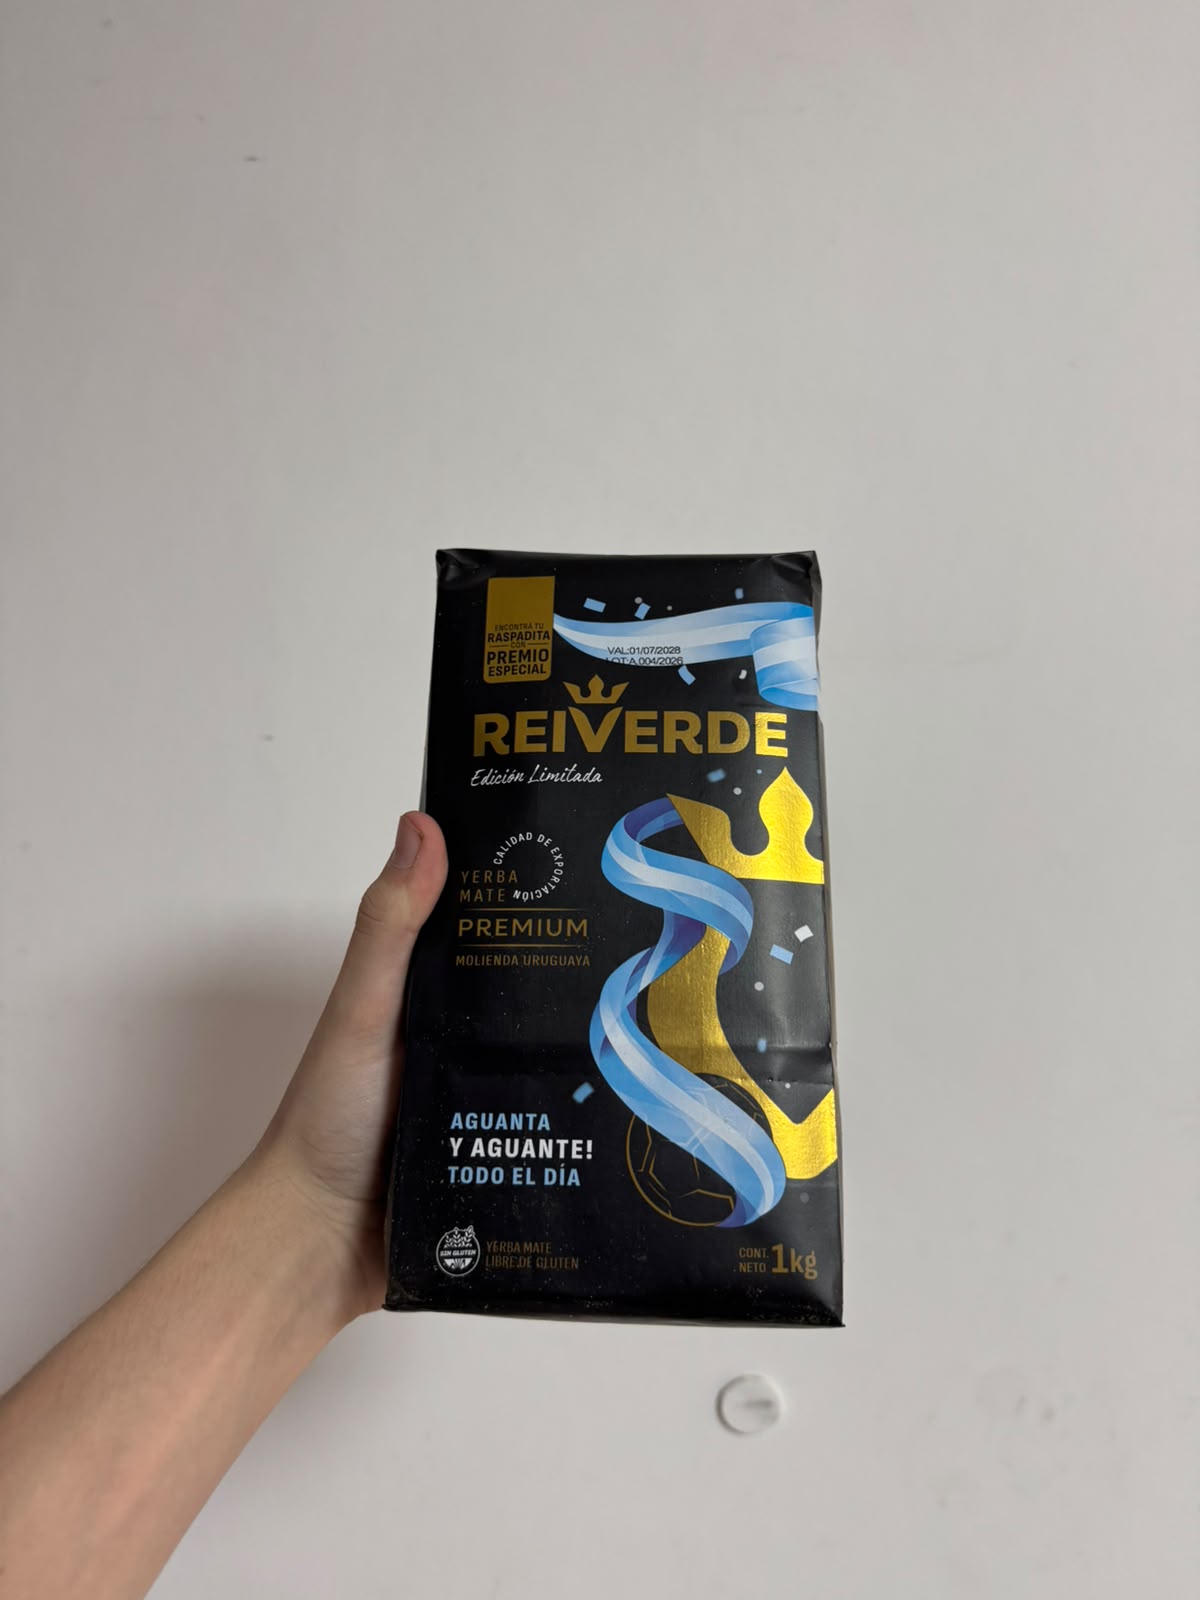 ENCONTRÁ TU
RASPADITA
CON
PREMIO
ESPECIAL
VAL:01/07/2028
LOT:A 004/2026
REIVERDE
Edición Limitada
CALIDAD DE EXPORTACIÓN
YERBA
MATE
PREMIUM
MOLIENDA URUGUAYA
AGUANTA
Y AGUANTE!
TODO EL DÍA
SIN GLUTEN
YERBA MATE
LIBRE DE GLUTEN
CONT.
NETO 1kg